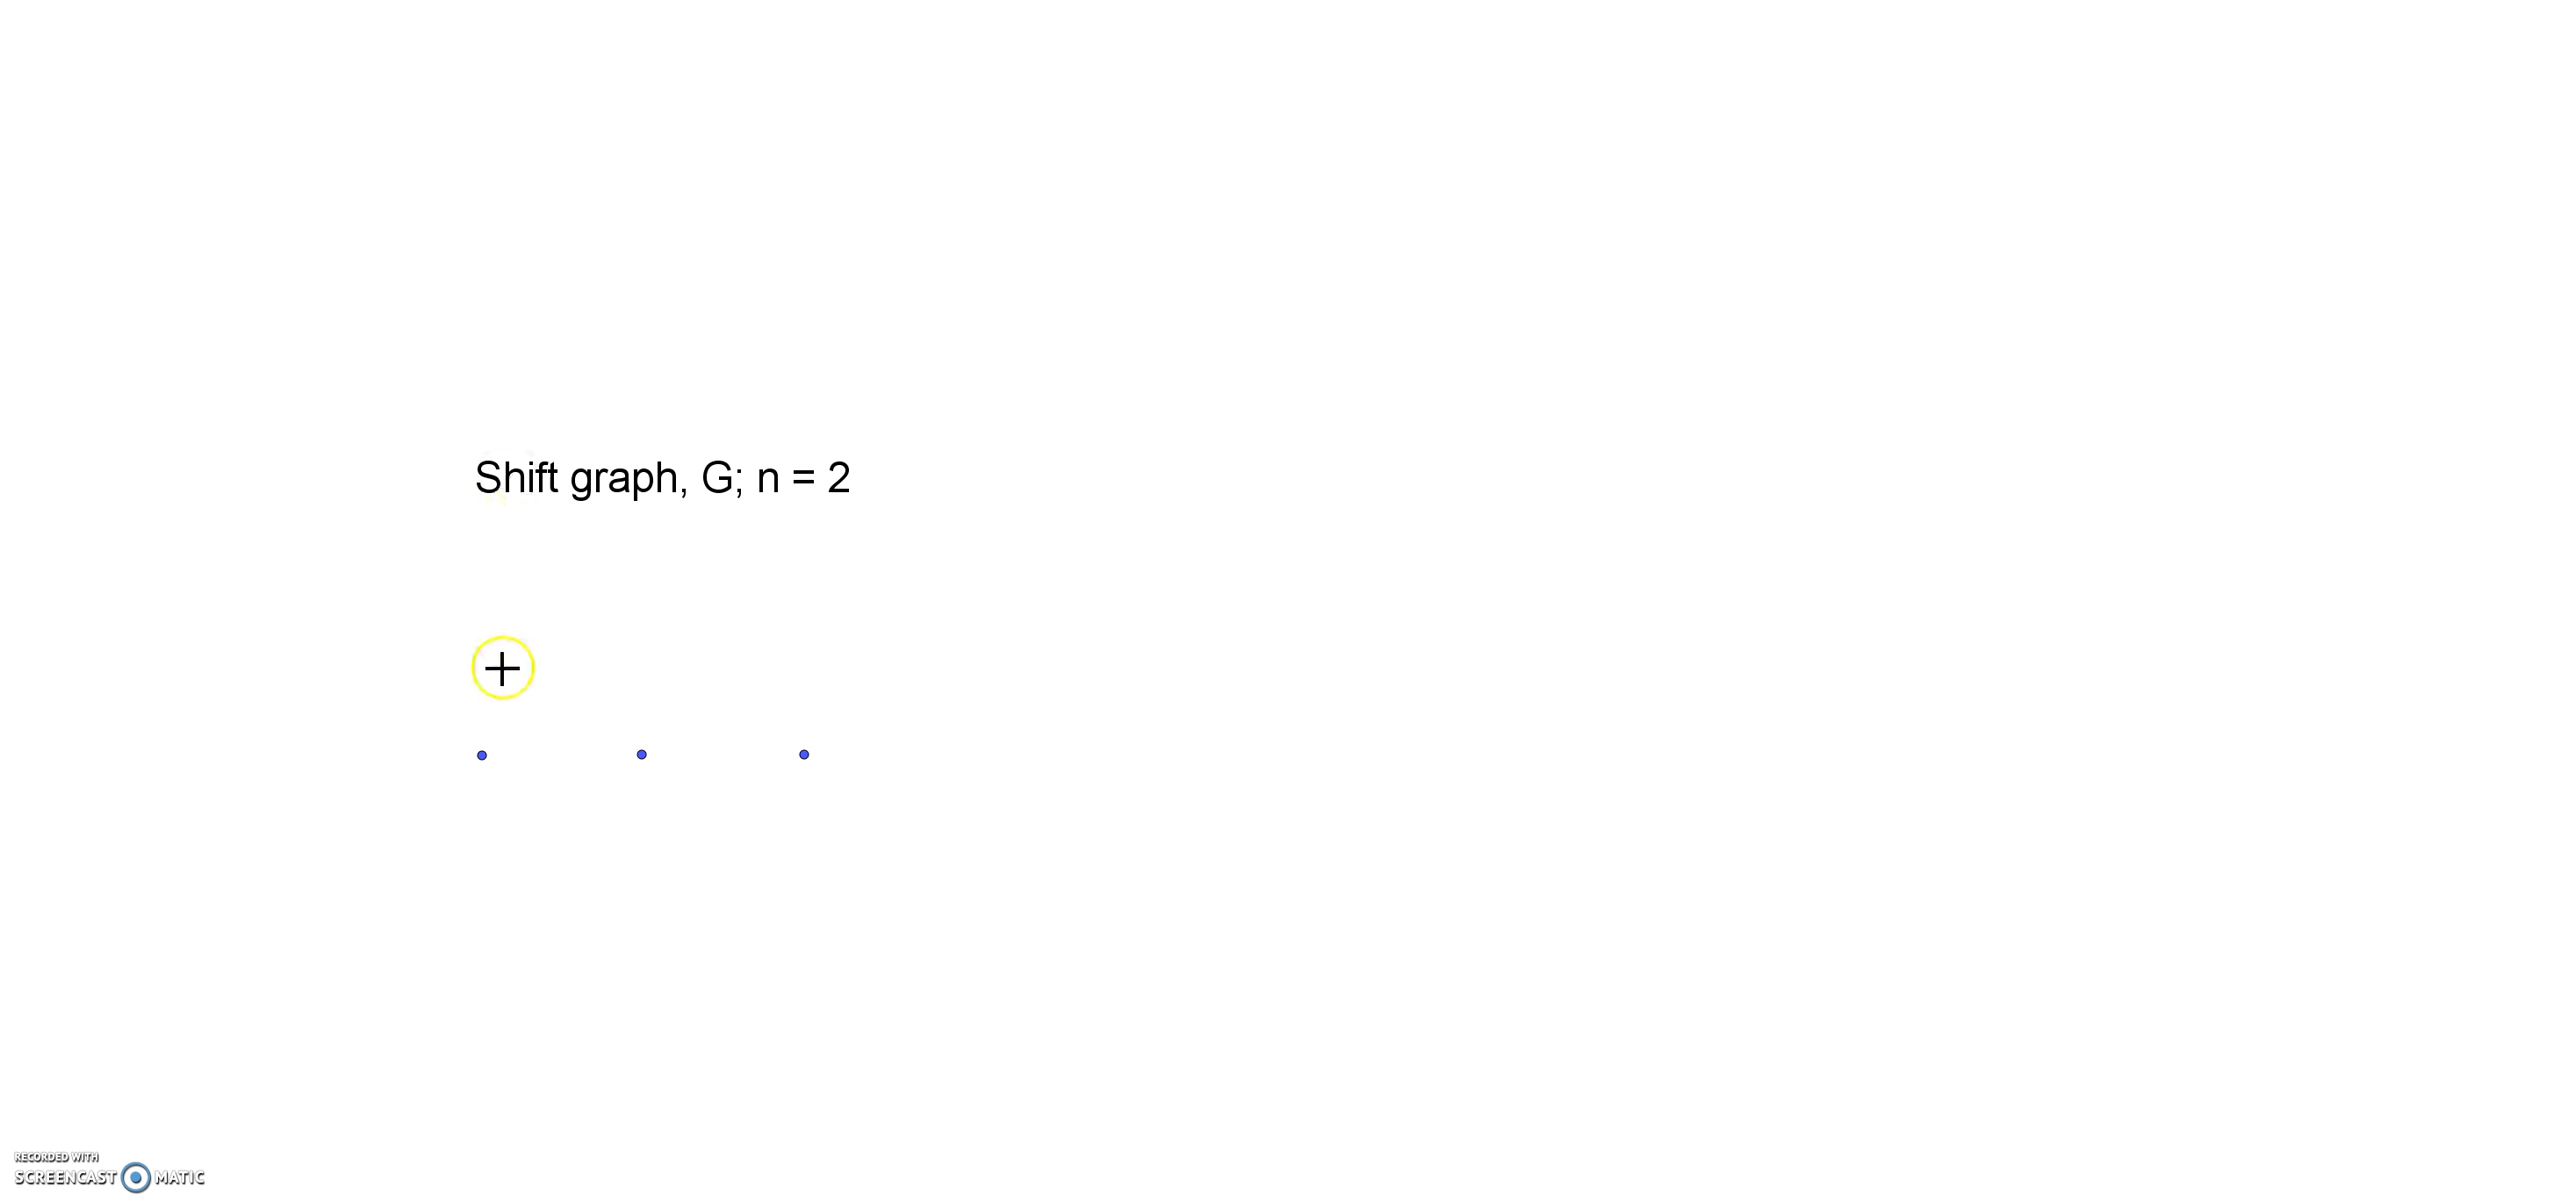 Shift graph, G; n = 2
RECORDED WITH
SCREENCAST MATIC